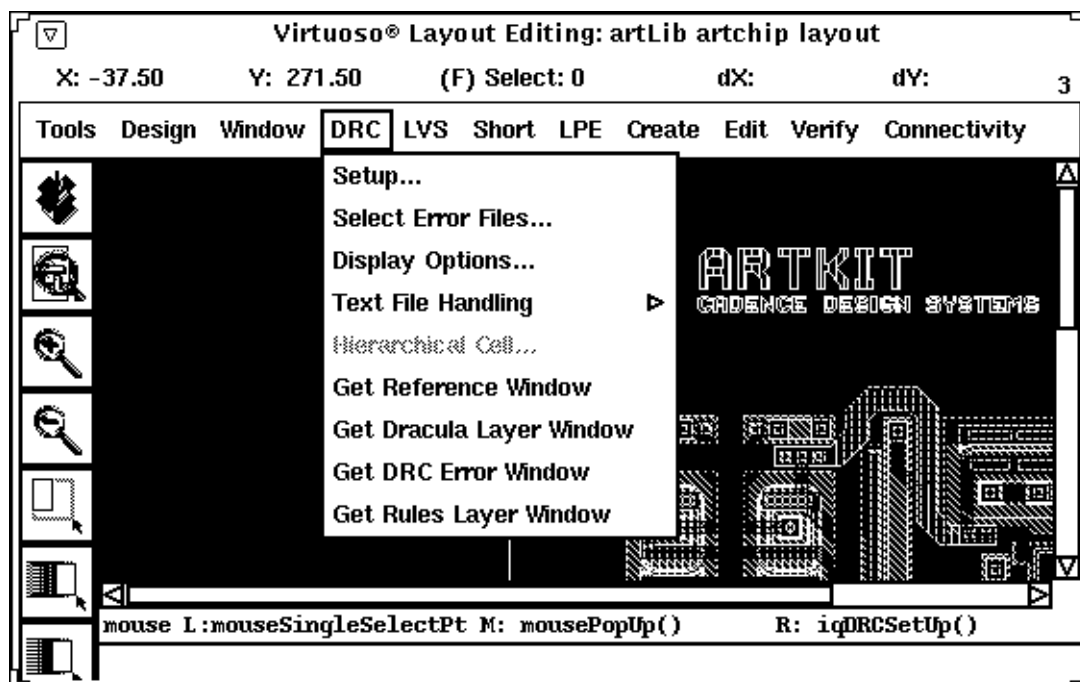 Virtuoso® Layout Editing: artLib artchip layout
X: -37.50 Y: 271.50 (F) Select: 0 dX: dY: 3
Tools Design Window DRC LVS Short LPE Create Edit Verify Connectivity
Setup...
Select Error Files...
Display Options...
Text File Handling
Hierarchical Cell...
Get Reference Window
Get Dracula Layer Window
Get DRC Error Window
Get Rules Layer Window
ARTKIT
CADENCE DESIGN SYSTEMS
mouse L:mouseSingleSelectPt M: mousePopUp() R: iqDRCSetUp()